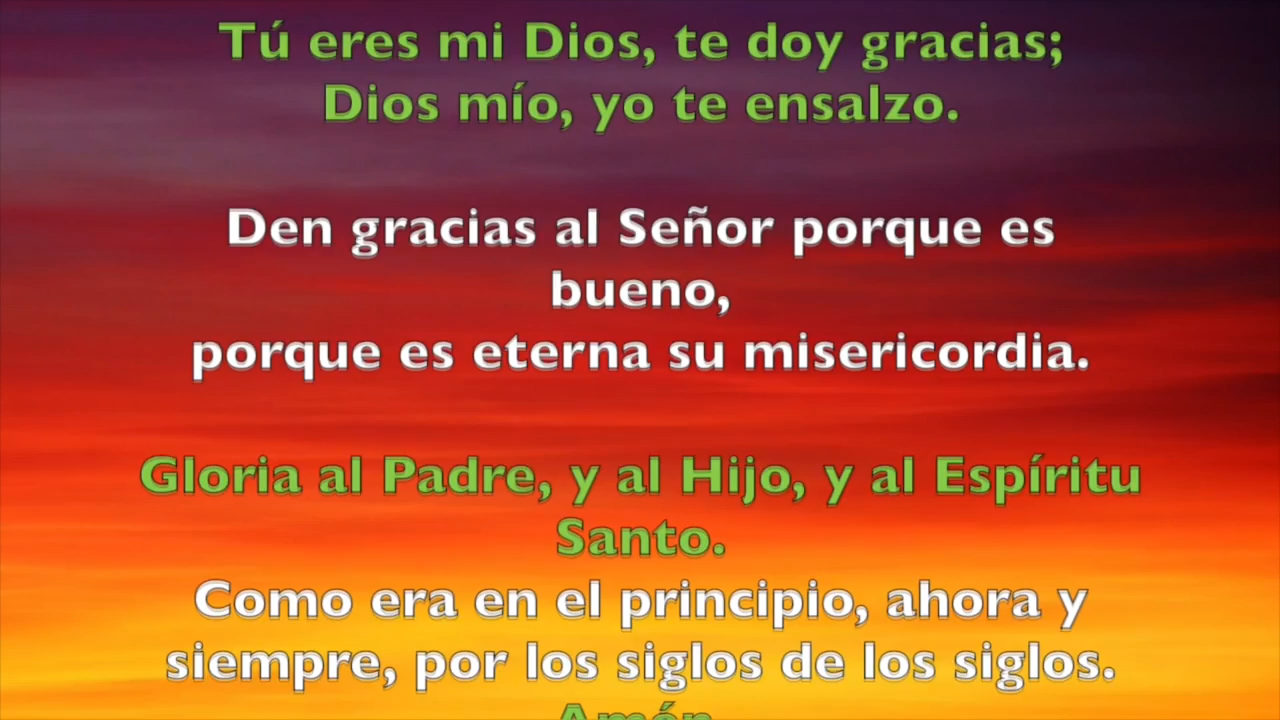 Tú eres mi Dios, te doy gracias;
Dios mío, yo te ensalzo.
Den gracias al Señor porque es
bueno,
porque es eterna su misericordia.
Gloria al Padre, y al Hijo, y al Espíritu
Santo.
Como era en el principio, ahora y
siempre, por los siglos de los siglos.
Amén.